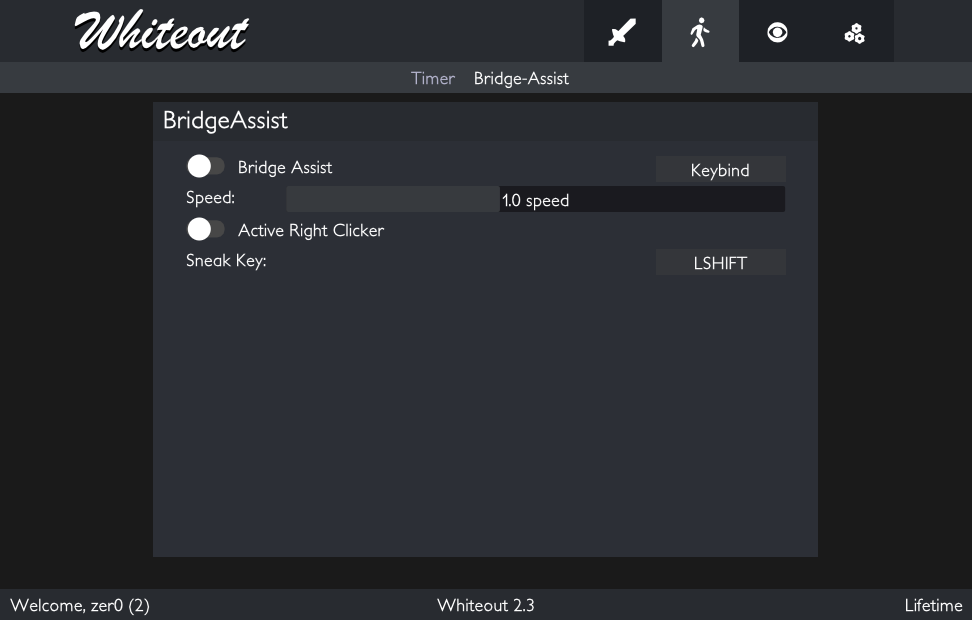 Whiteout
Timer Bridge-Assist
BridgeAssist
Bridge Assist Keybind
Speed: 1.0 speed
Active Right Clicker
Sneak Key: LSHIFT
Welcome, zer0 (2) Whiteout 2.3 Lifetime